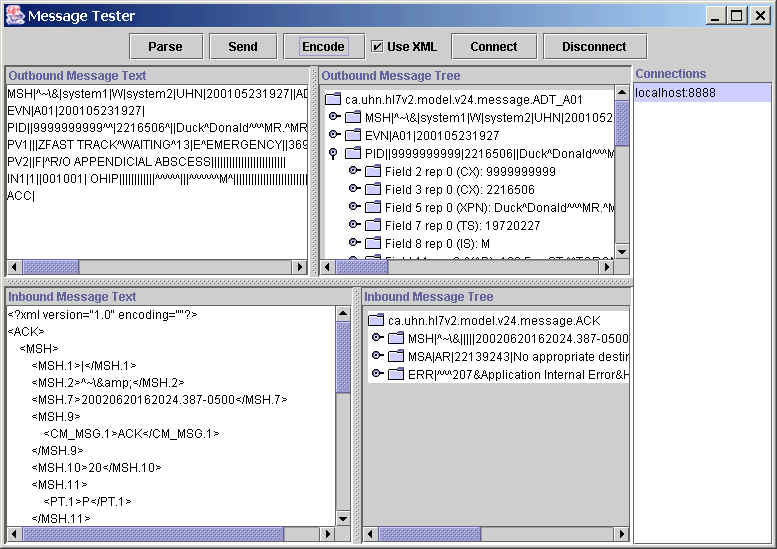 Message Tester
Parse Send Encode Use XML Connect Disconnect
Outbound Message Text
MSH|^~\&|system1|W|system2|UHN|200105231927||AD
EVN|A01|200105231927|
PID||9999999999^^|2216506^||Duck^Donald^^^MR.^MR
PV1|||ZFAST TRACK^WAITING^13|E^EMERGENCY||369
PV2||F|^R/O APPENDICIAL ABSCESS
IN1|1||001001| OHIP
ACC|
Outbound Message Tree
ca.uhn.hl7v2.model.v24.message.ADT_A01
MSH|^~\&|system1|W|system2|UHN|2001052
EVN|A01|200105231927
PID||9999999999|2216506||Duck^Donald^^^M
Field 2 rep 0 (CX): 9999999999
Field 3 rep 0 (CX): 2216506
Field 5 rep 0 (XPN): Duck^Donald^^^MR.^M
Field 7 rep 0 (TS): 19720227
Field 8 rep 0 (IS): M
Connections
localhost:8888
Inbound Message Text
<?xml version="1.0" encoding=""?>
<ACK>
<MSH>
<MSH.1>|</MSH.1>
<MSH.2>^~\&amp;</MSH.2>
<MSH.7>20020620162024.387-0500</MSH.7>
<MSH.9>
<CM_MSG.1>ACK</CM_MSG.1>
</MSH.9>
<MSH.10>20</MSH.10>
<MSH.11>
<PT.1>P</PT.1>
</MSH.11>
Inbound Message Tree
ca.uhn.hl7v2.model.v24.message.ACK
MSH|^~\&|||||20020620162024.387-0500
MSA|AR|22139243|No appropriate destin
ERR|^^^207&Application Internal Error&H